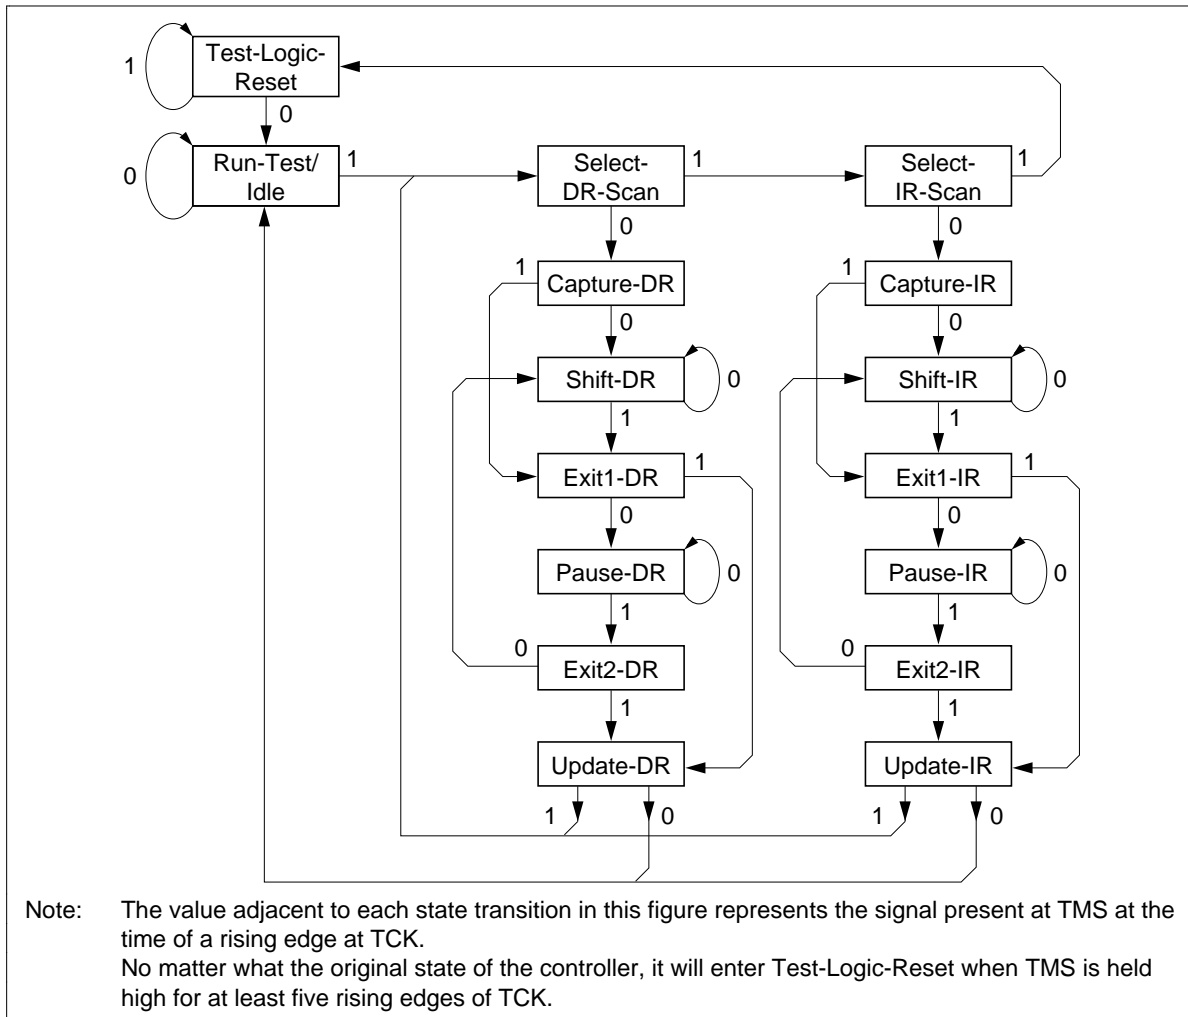 Test-Logic-
Reset
1
0
Run-Test/
Idle
0
1
Select-
DR-Scan
1
Select-
IR-Scan
1
0
0
1
Capture-DR
1
Capture-IR
0
0
Shift-DR
0
Shift-IR
0
1
1
Exit1-DR
1
Exit1-IR
1
0
0
Pause-DR
0
Pause-IR
0
1
1
0
Exit2-DR
0
Exit2-IR
1
1
Update-DR
Update-IR
1
0
1
0
Note: The value adjacent to each state transition in this figure represents the signal present at TMS at the
time of a rising edge at TCK.
No matter what the original state of the controller, it will enter Test-Logic-Reset when TMS is held
high for at least five rising edges of TCK.